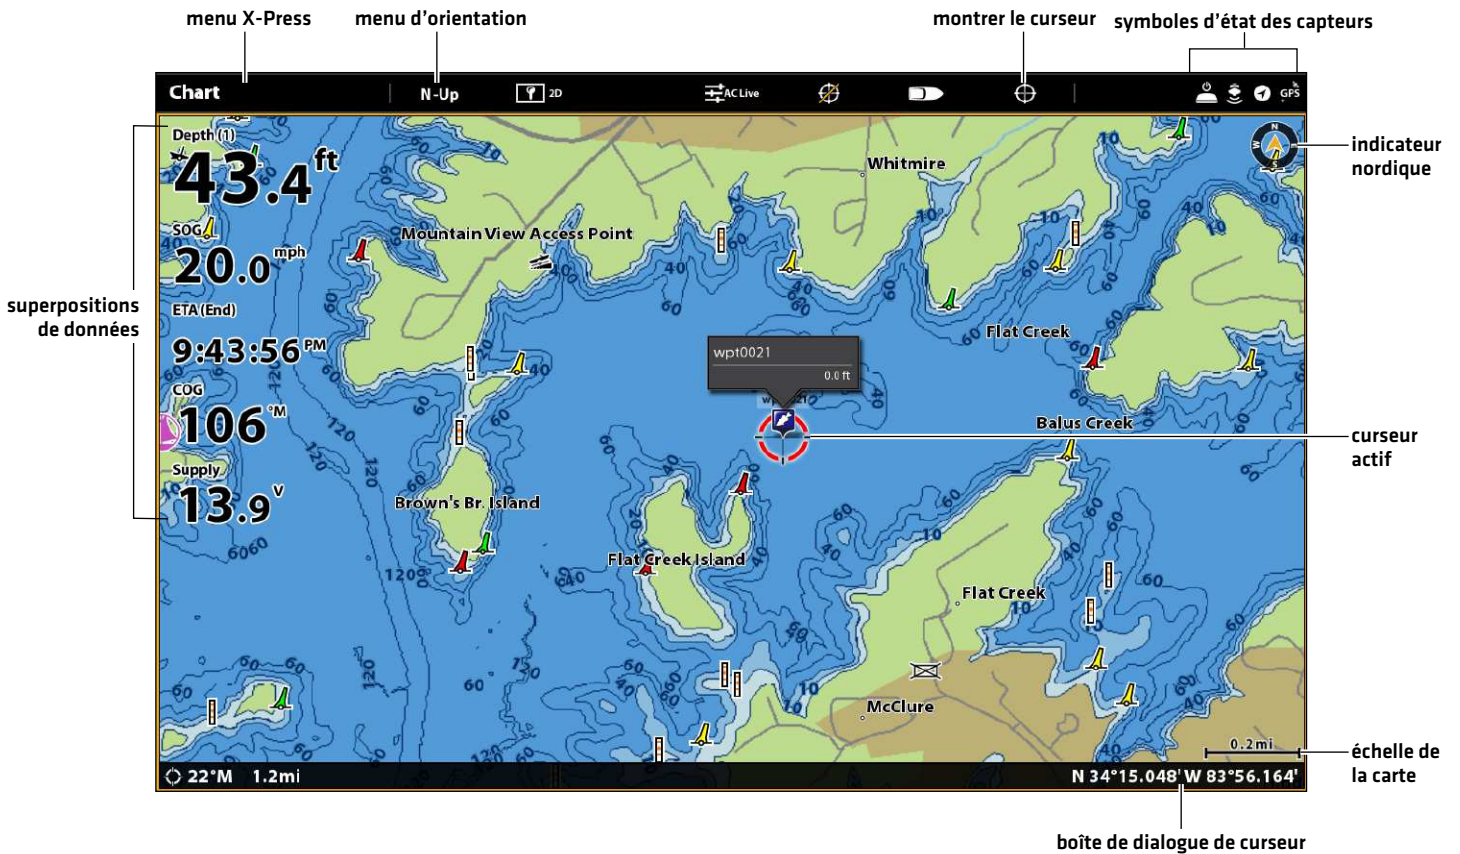 menu X-Press
menu d'orientation
montrer le curseur
symboles d'état des capteurs
Chart
N-Up
2D
AC Live
GPS
superpositions
de données
Depth (1)
43.4 ft
SOG
20.0 mph
ETA (End)
9:43:56 PM
COG
106 °M
Supply
13.9 V
indicateur
nordique
Whitmire
Mountain View Access Point
Flat Creek
wpt0021
0.0 ft
Balus Creek
curseur
actif
Brown's Br. Island
Flat Creek Island
Flat Creek
McClure
0.2mi
échelle de
la carte
22°M 1.2mi
N 34°15.048' W 83°56.164'
boîte de dialogue de curseur